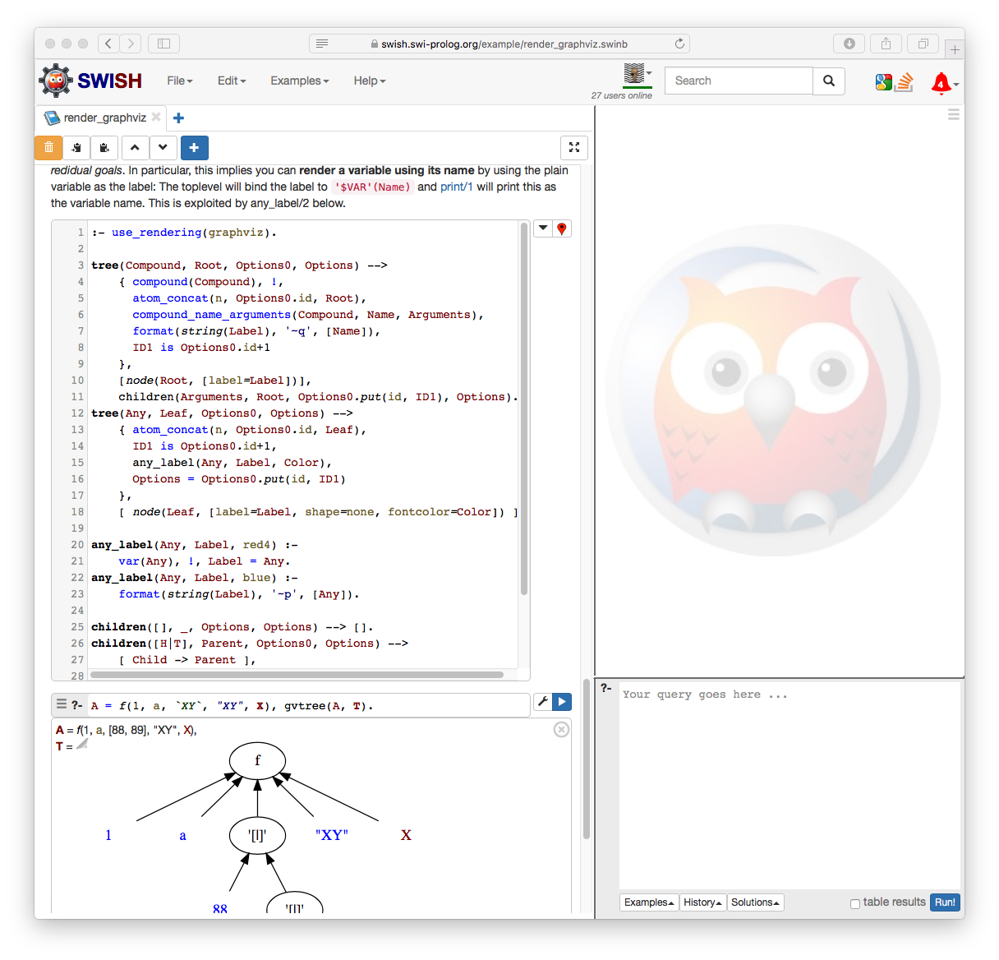 swish.swi-prolog.org/example/render_graphviz.swinb
SWISH File Edit Examples Help
27 users online
Search
4
render_graphviz
redidual goals. In particular, this implies you can render a variable using its name by using the plain
variable as the label: The toplevel will bind the label to '$VAR'(Name) and print/1 will print this as
the variable name. This is exploited by any_label/2 below.
1 :- use_rendering(graphviz).
2
3 tree(Compound, Root, Options0, Options) -->
4 { compound(Compound), !,
5 atom_concat(n, Options0.id, Root),
6 compound_name_arguments(Compound, Name, Arguments),
7 format(string(Label), '~q', [Name]),
8 ID1 is Options0.id+1
9 },
10 [node(Root, [label=Label])],
11 children(Arguments, Root, Options0.put(id, ID1), Options).
12 tree(Any, Leaf, Options0, Options) -->
13 { atom_concat(n, Options0.id, Leaf),
14 ID1 is Options0.id+1,
15 any_label(Any, Label, Color),
16 Options = Options0.put(id, ID1)
17 },
18 [ node(Leaf, [label=Label, shape=none, fontcolor=Color]) ]
19
20 any_label(Any, Label, red4) :-
21 var(Any), !, Label = Any.
22 any_label(Any, Label, blue) :-
23 format(string(Label), '~p', [Any]).
24
25 children([], _, Options, Options) --> [].
26 children([H|T], Parent, Options0, Options) -->
27 [ Child -> Parent ],
28
?- A = f(1, a, `XY`, "XY", X), gvtree(A, T).
A = f(1, a, [88, 89], "XY", X),
T =
f
1 a '[|]' "XY" X
88 '[|]'
?- Your query goes here ...
Examples History Solutions table results Run!